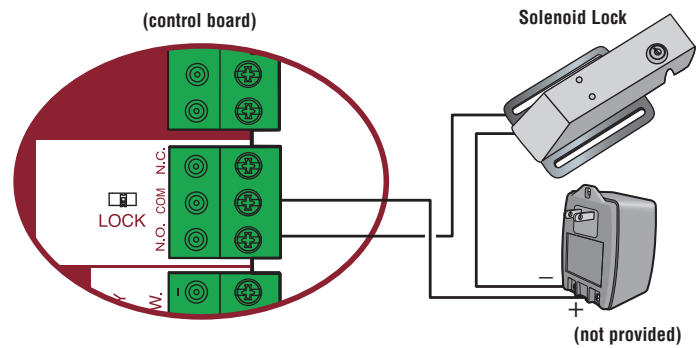 (control board)
Solenoid Lock
N.C.
COM
LOCK
N.O.
Y
W.
–
+
(not provided)